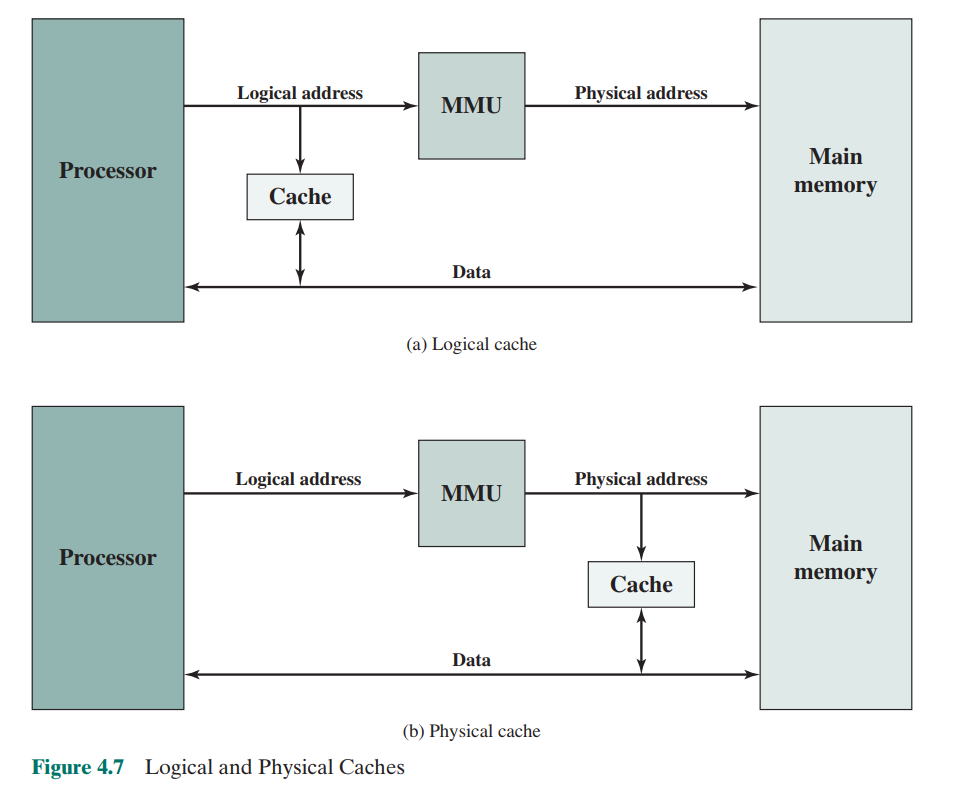 Logical address
MMU
Physical address
Processor
Cache
Main
memory
Data
(a) Logical cache
Logical address
MMU
Physical address
Processor
Cache
Main
memory
Data
(b) Physical cache
Figure 4.7 Logical and Physical Caches